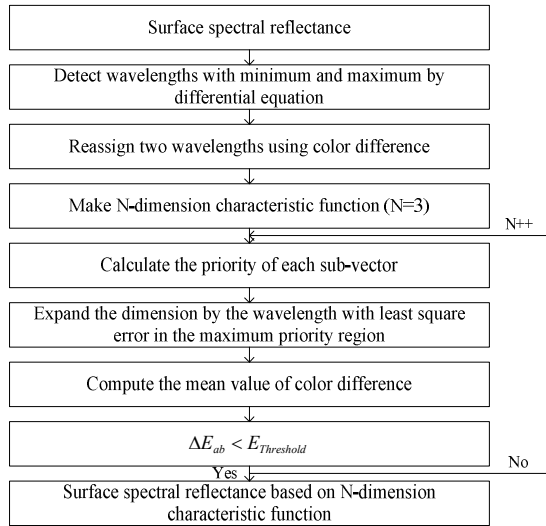 Surface spectral reflectance
Detect wavelengths with minimum and maximum by
differential equation
Reassign two wavelengths using color difference
Make N-dimension characteristic function (N=3)
N++
Calculate the priority of each sub-vector
Expand the dimension by the wavelength with least square
error in the maximum priority region
Compute the mean value of color difference
ΔE_ab < E_Threshold
Yes
No
Surface spectral reflectance based on N-dimension
characteristic function